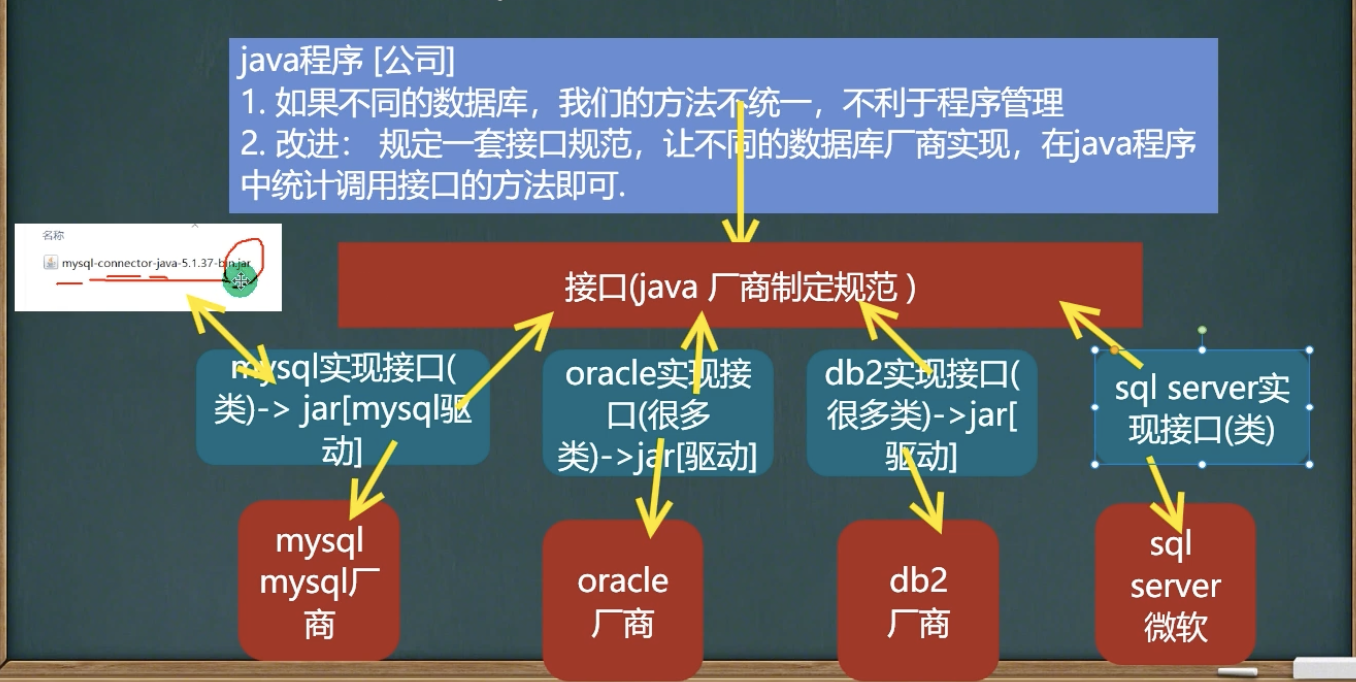 java程序 [公司]
1. 如果不同的数据库，我们的方法不统一，不利于程序管理
2. 改进： 规定一套接口规范，让不同的数据库厂商实现，在java程序
中统计调用接口的方法即可.
名称
mysql-connector-java-5.1.37-bin.jar
接口(java 厂商制定规范 )
mysql实现接口(
类)-> jar[mysql驱
动]
oracle实现接
口(很多
类)->jar[驱动]
db2实现接口(
很多类)->jar[
驱动]
sql server实
现接口(类)
mysql
mysql厂
商
oracle
厂商
db2
厂商
sql
server
微软